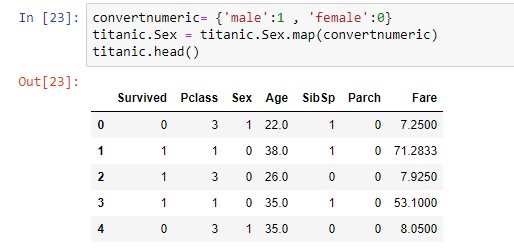 In [23]: convertnumeric= {'male':1 , 'female':0}
titanic.Sex = titanic.Sex.map(convertnumeric)
titanic.head()
Out[23]:
Survived Pclass Sex Age SibSp Parch Fare
0 0 3 1 22.0 1 0 7.2500
1 1 1 0 38.0 1 0 71.2833
2 1 3 0 26.0 0 0 7.9250
3 1 1 0 35.0 1 0 53.1000
4 0 3 1 35.0 0 0 8.0500